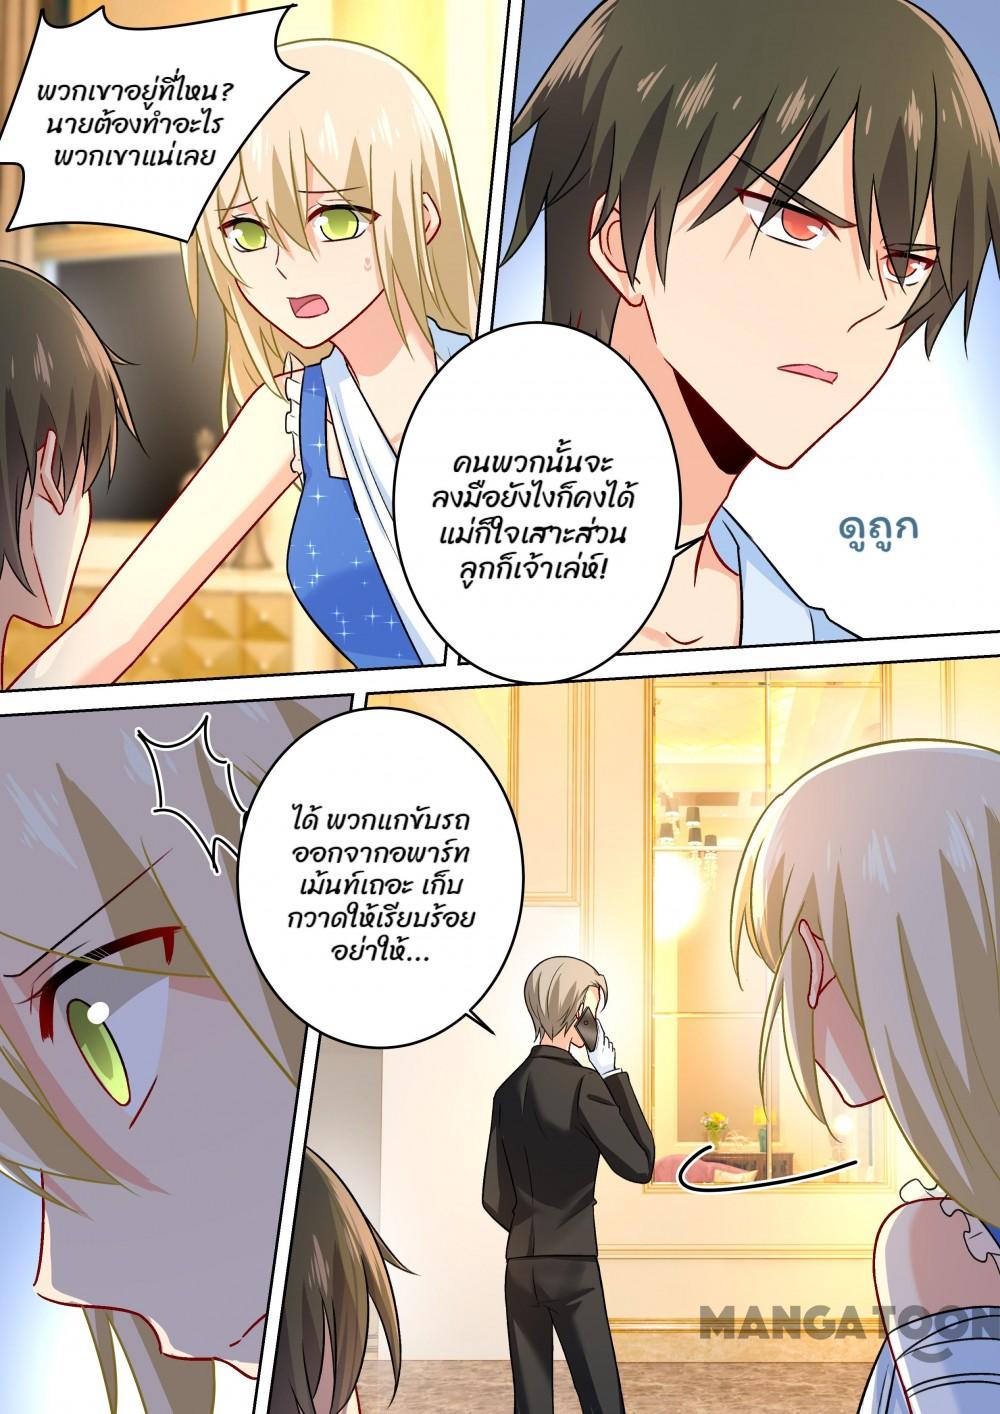 พวกเขาอยู่ที่ไหน?
นายต้องทำอะไร
พวกเขาแน่เลย
คนพวกนั้นจะ
ลงมือยังไงก็คงได้
แม่ก็ใจเสาะส่วน
ลูกก็เจ้าเล่ห์!
ดูถูก
ได้ พวกแกขับรถ
ออกจากอพาร์ท
เม้นท์เถอะ เก็บ
กวาดให้เรียบร้อย
อย่าให้...
MANGATOON